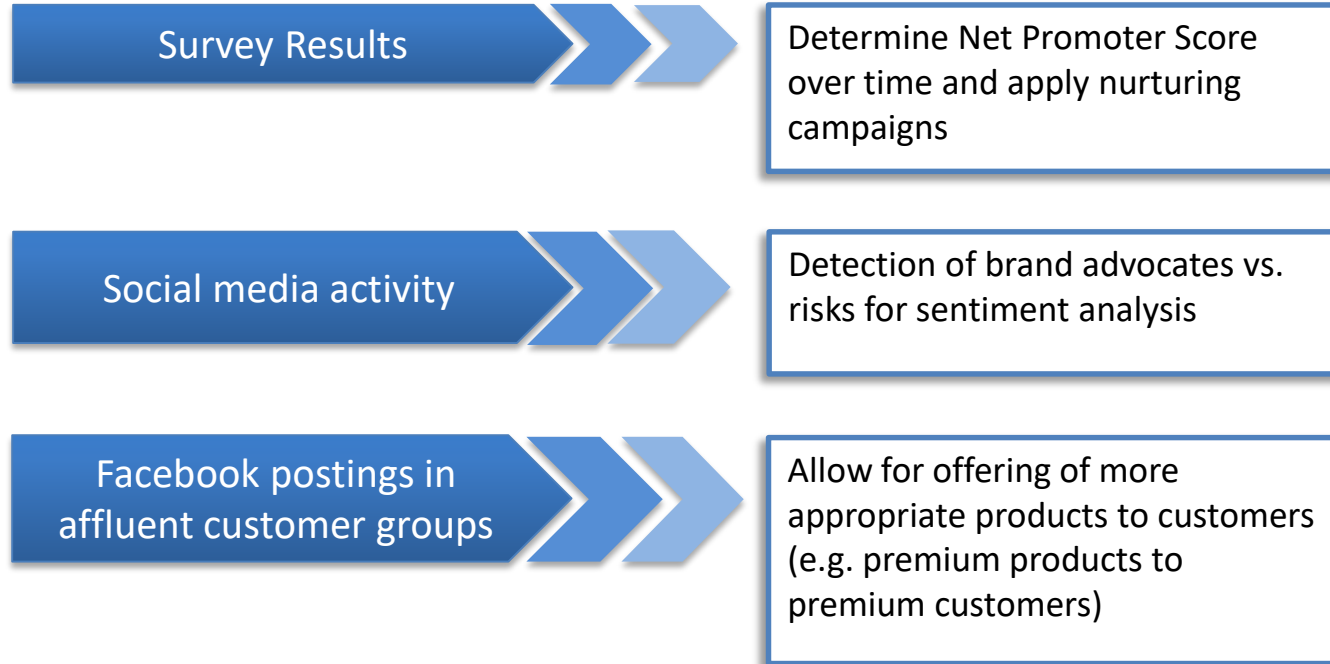 Survey Results
Determine Net Promoter Score
over time and apply nurturing
campaigns
Social media activity
Detection of brand advocates vs.
risks for sentiment analysis
Facebook postings in
affluent customer groups
Allow for offering of more
appropriate products to customers
(e.g. premium products to
premium customers)